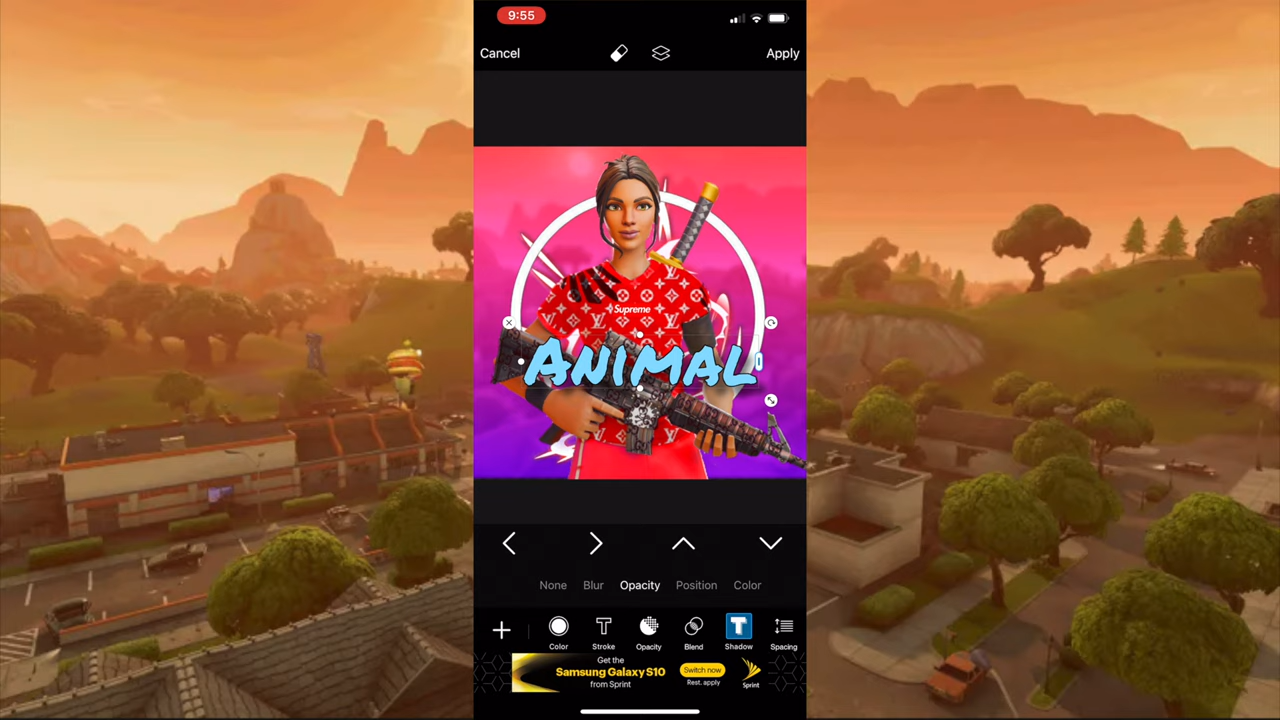 9:55
Cancel
Apply
Supreme
ANIMAL
None Blur Opacity Position Color
Color Stroke Opacity Blend Shadow Spacing
Get the
Samsung Galaxy S10
from Sprint
Switch now
Rest. apply
Sprint